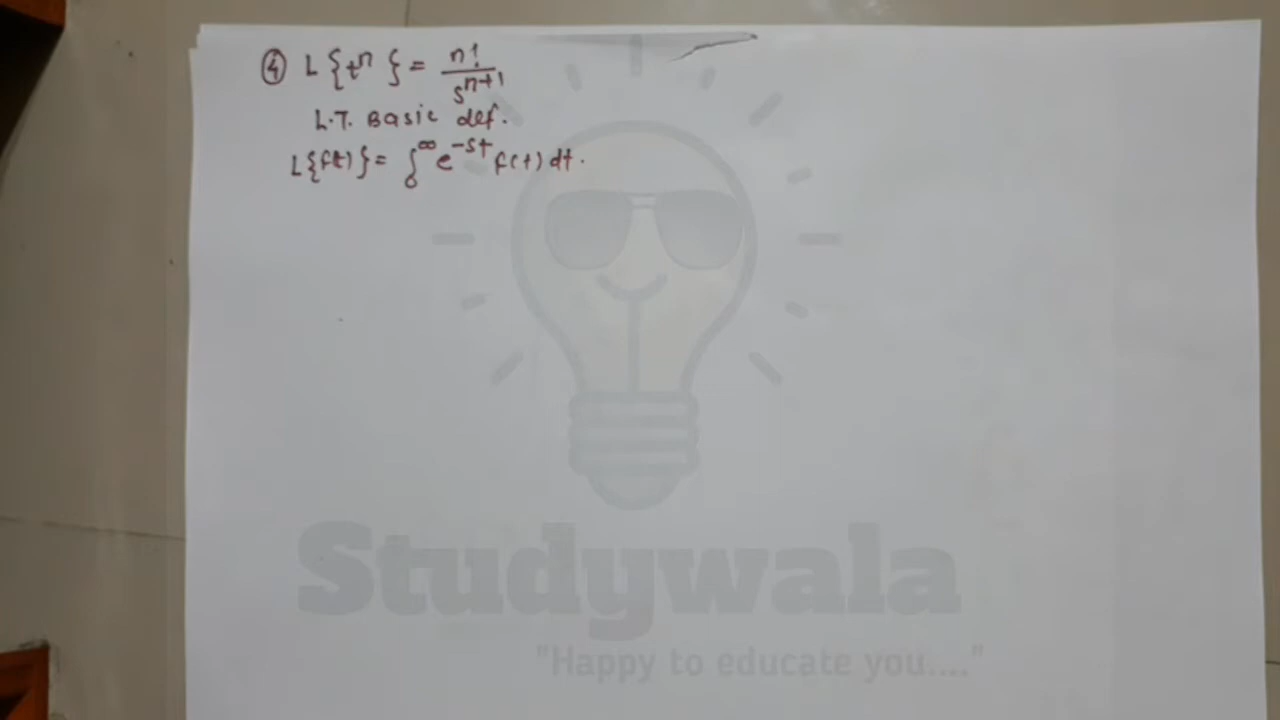 ④ L{tⁿ} = n!/sⁿ⁺¹
L.T. Basic def.
L{f(t)} = ∫₀^∞ e^-st f(t) dt.
Studywala
"Happy to educate you...."